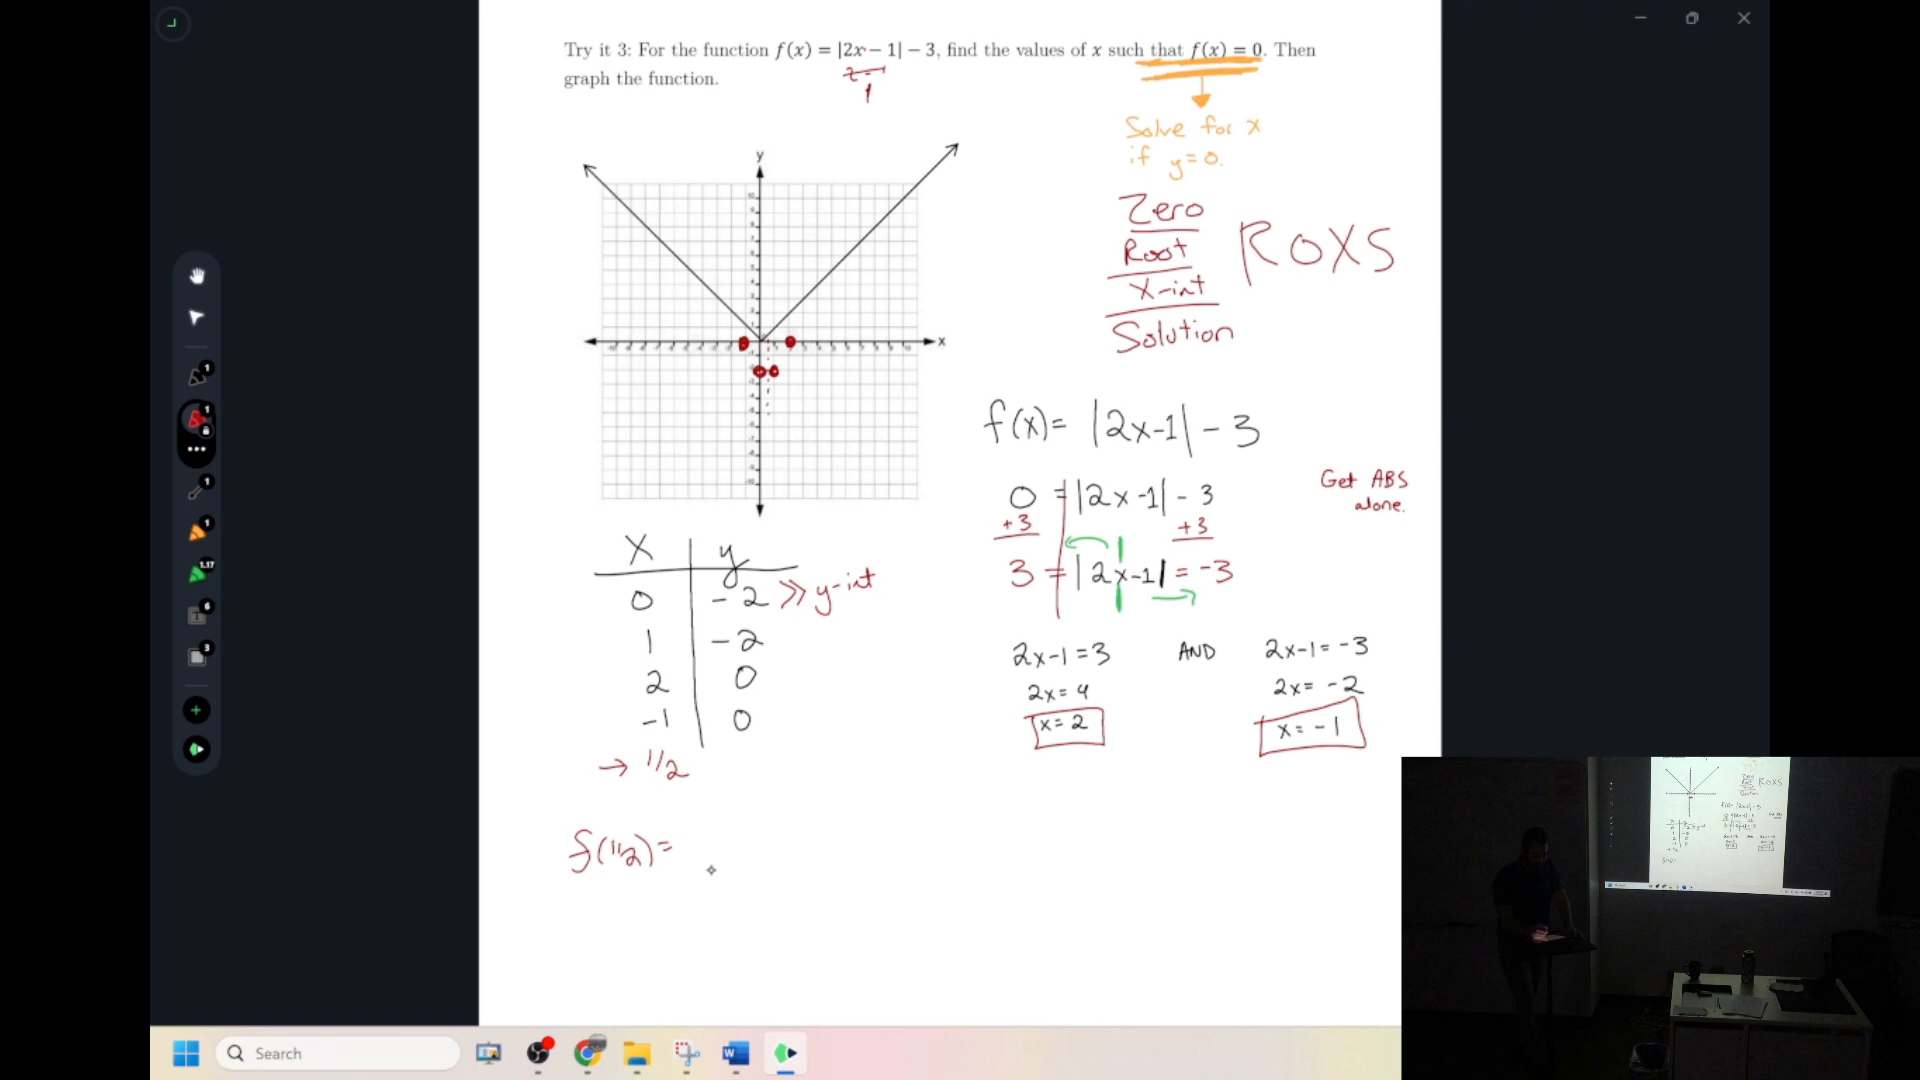 Try it 3: For the function f(x) = |2x − 1| − 3, find the values of x such that f(x) = 0. Then
graph the function.
1
Solve for x
if y=0.
Zero
Root
X-int
Solution
ROXS
y
x
f(x)= |2x-1| - 3
0 = |2x -1| - 3
+3 +3
3 = |2x-1| = -3
Get ABS
alone.
2x-1=3 AND 2x-1= -3
2x= 4 2x= -2
x= 2 x= -1
X y
0 -2 >> y-int
1 -2
2 0
-1 0
→ 1/2
f(1/2)=
Search